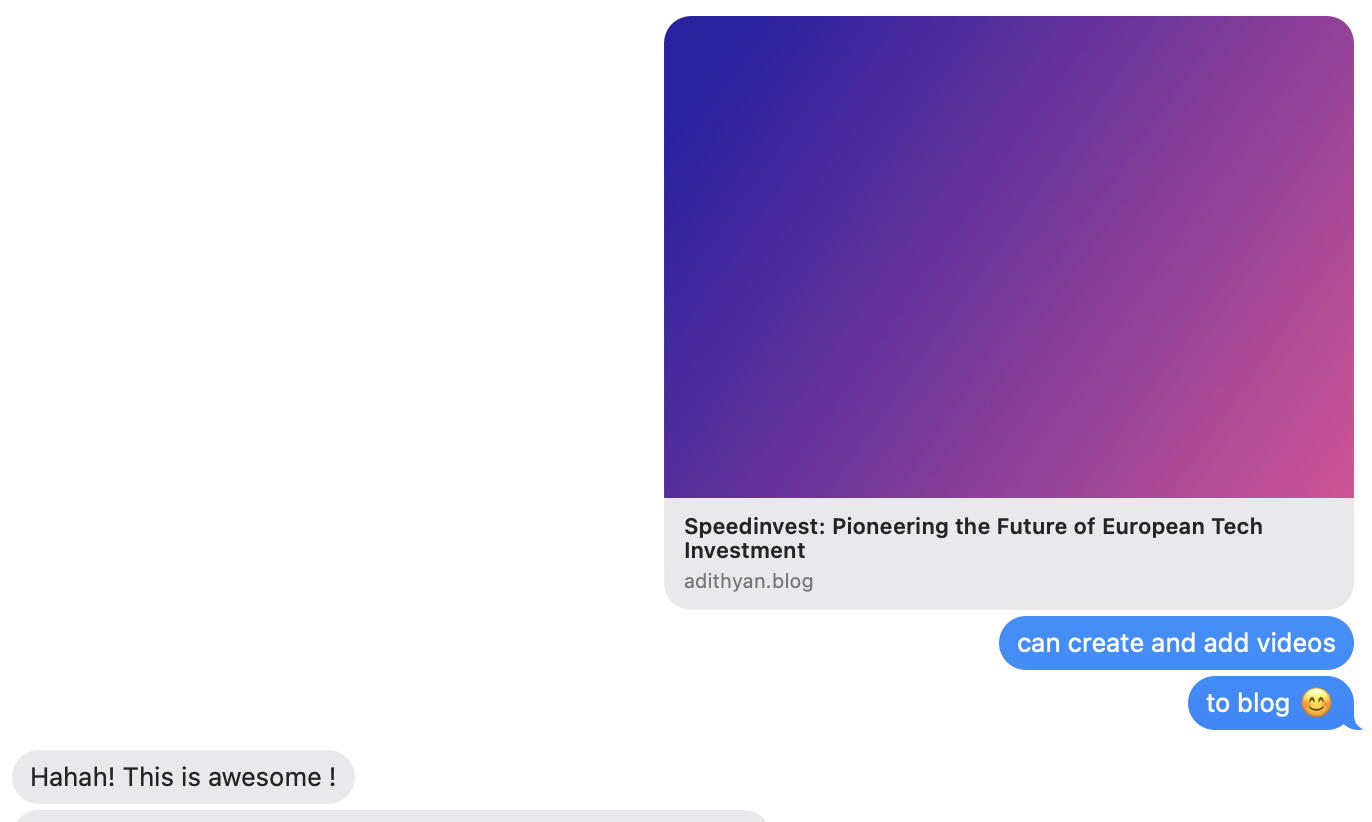 Speedinvest: Pioneering the Future of European Tech
Investment
adithyan.blog
can create and add videos
to blog 😊
Hahah! This is awesome !